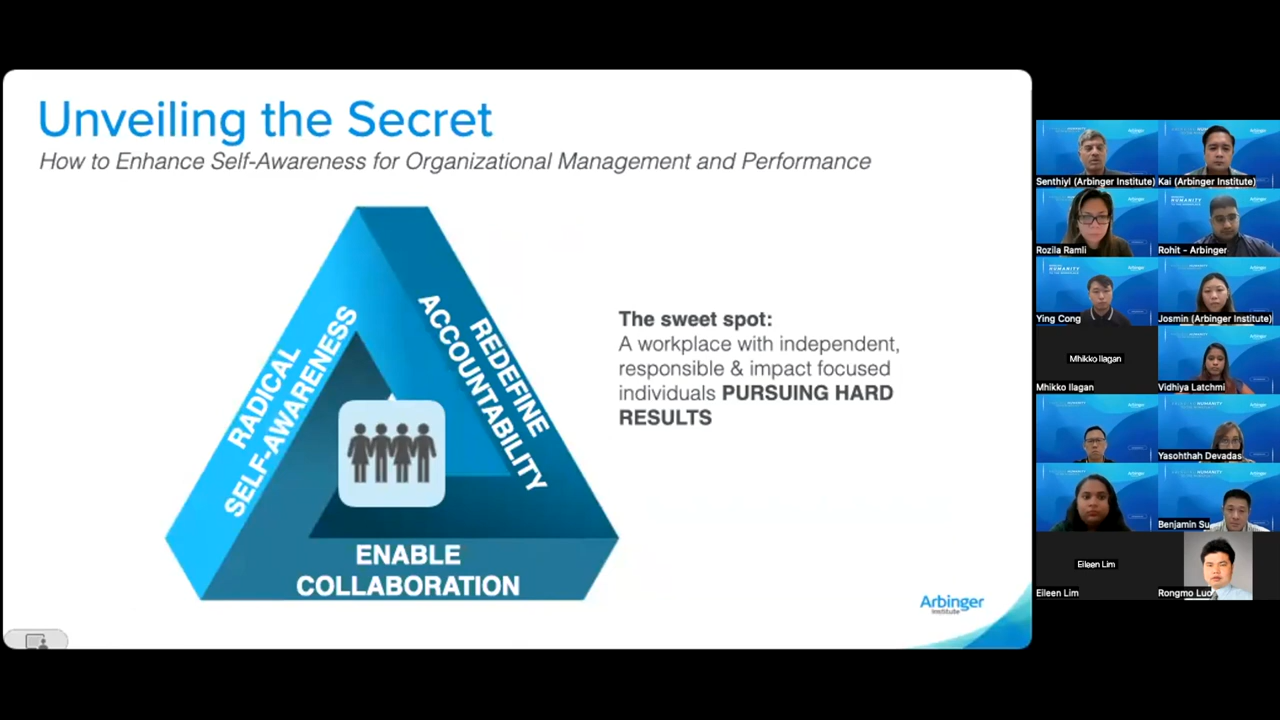 Unveiling the Secret
How to Enhance Self-Awareness for Organizational Management and Performance
RADICAL
SELF-AWARENESS
REDEFINE
ACCOUNTABILITY
ENABLE
COLLABORATION
The sweet spot:
A workplace with independent,
responsible & impact focused
individuals PURSUING HARD
RESULTS
Arbinger
Institute
Senthiyl (Arbinger Institute)
Kai (Arbinger Institute)
Rozila Ramli
Rohit - Arbinger
Ying Cong
Josmin (Arbinger Institute)
Mhikko Ilagan
Mhikko Ilagan
Vidhiya Latchmi
Yasohthah Devadas
Benjamin Su
Eileen Lim
Eileen Lim
Rongmo Luo